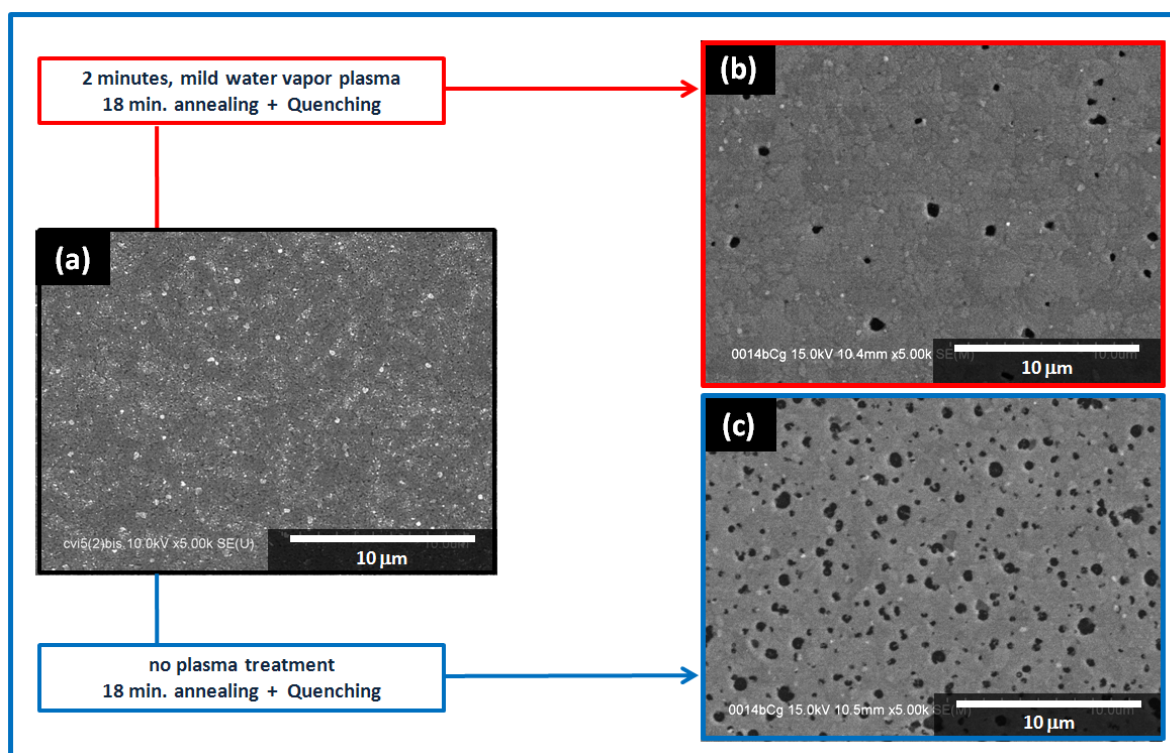 2 minutes, mild water vapor plasma
18 min. annealing + Quenching
(b)
0014bCg 15.0kV 10.4mm x5.00k SE(M)
10.0um
10 μm
(a)
cvi5(2)bis 10.0kV x5.00k SE(U)
10 μm
(c)
no plasma treatment
18 min. annealing + Quenching
0014bCg 15.0kV 10.5mm x5.00k SE(M)
10 μm